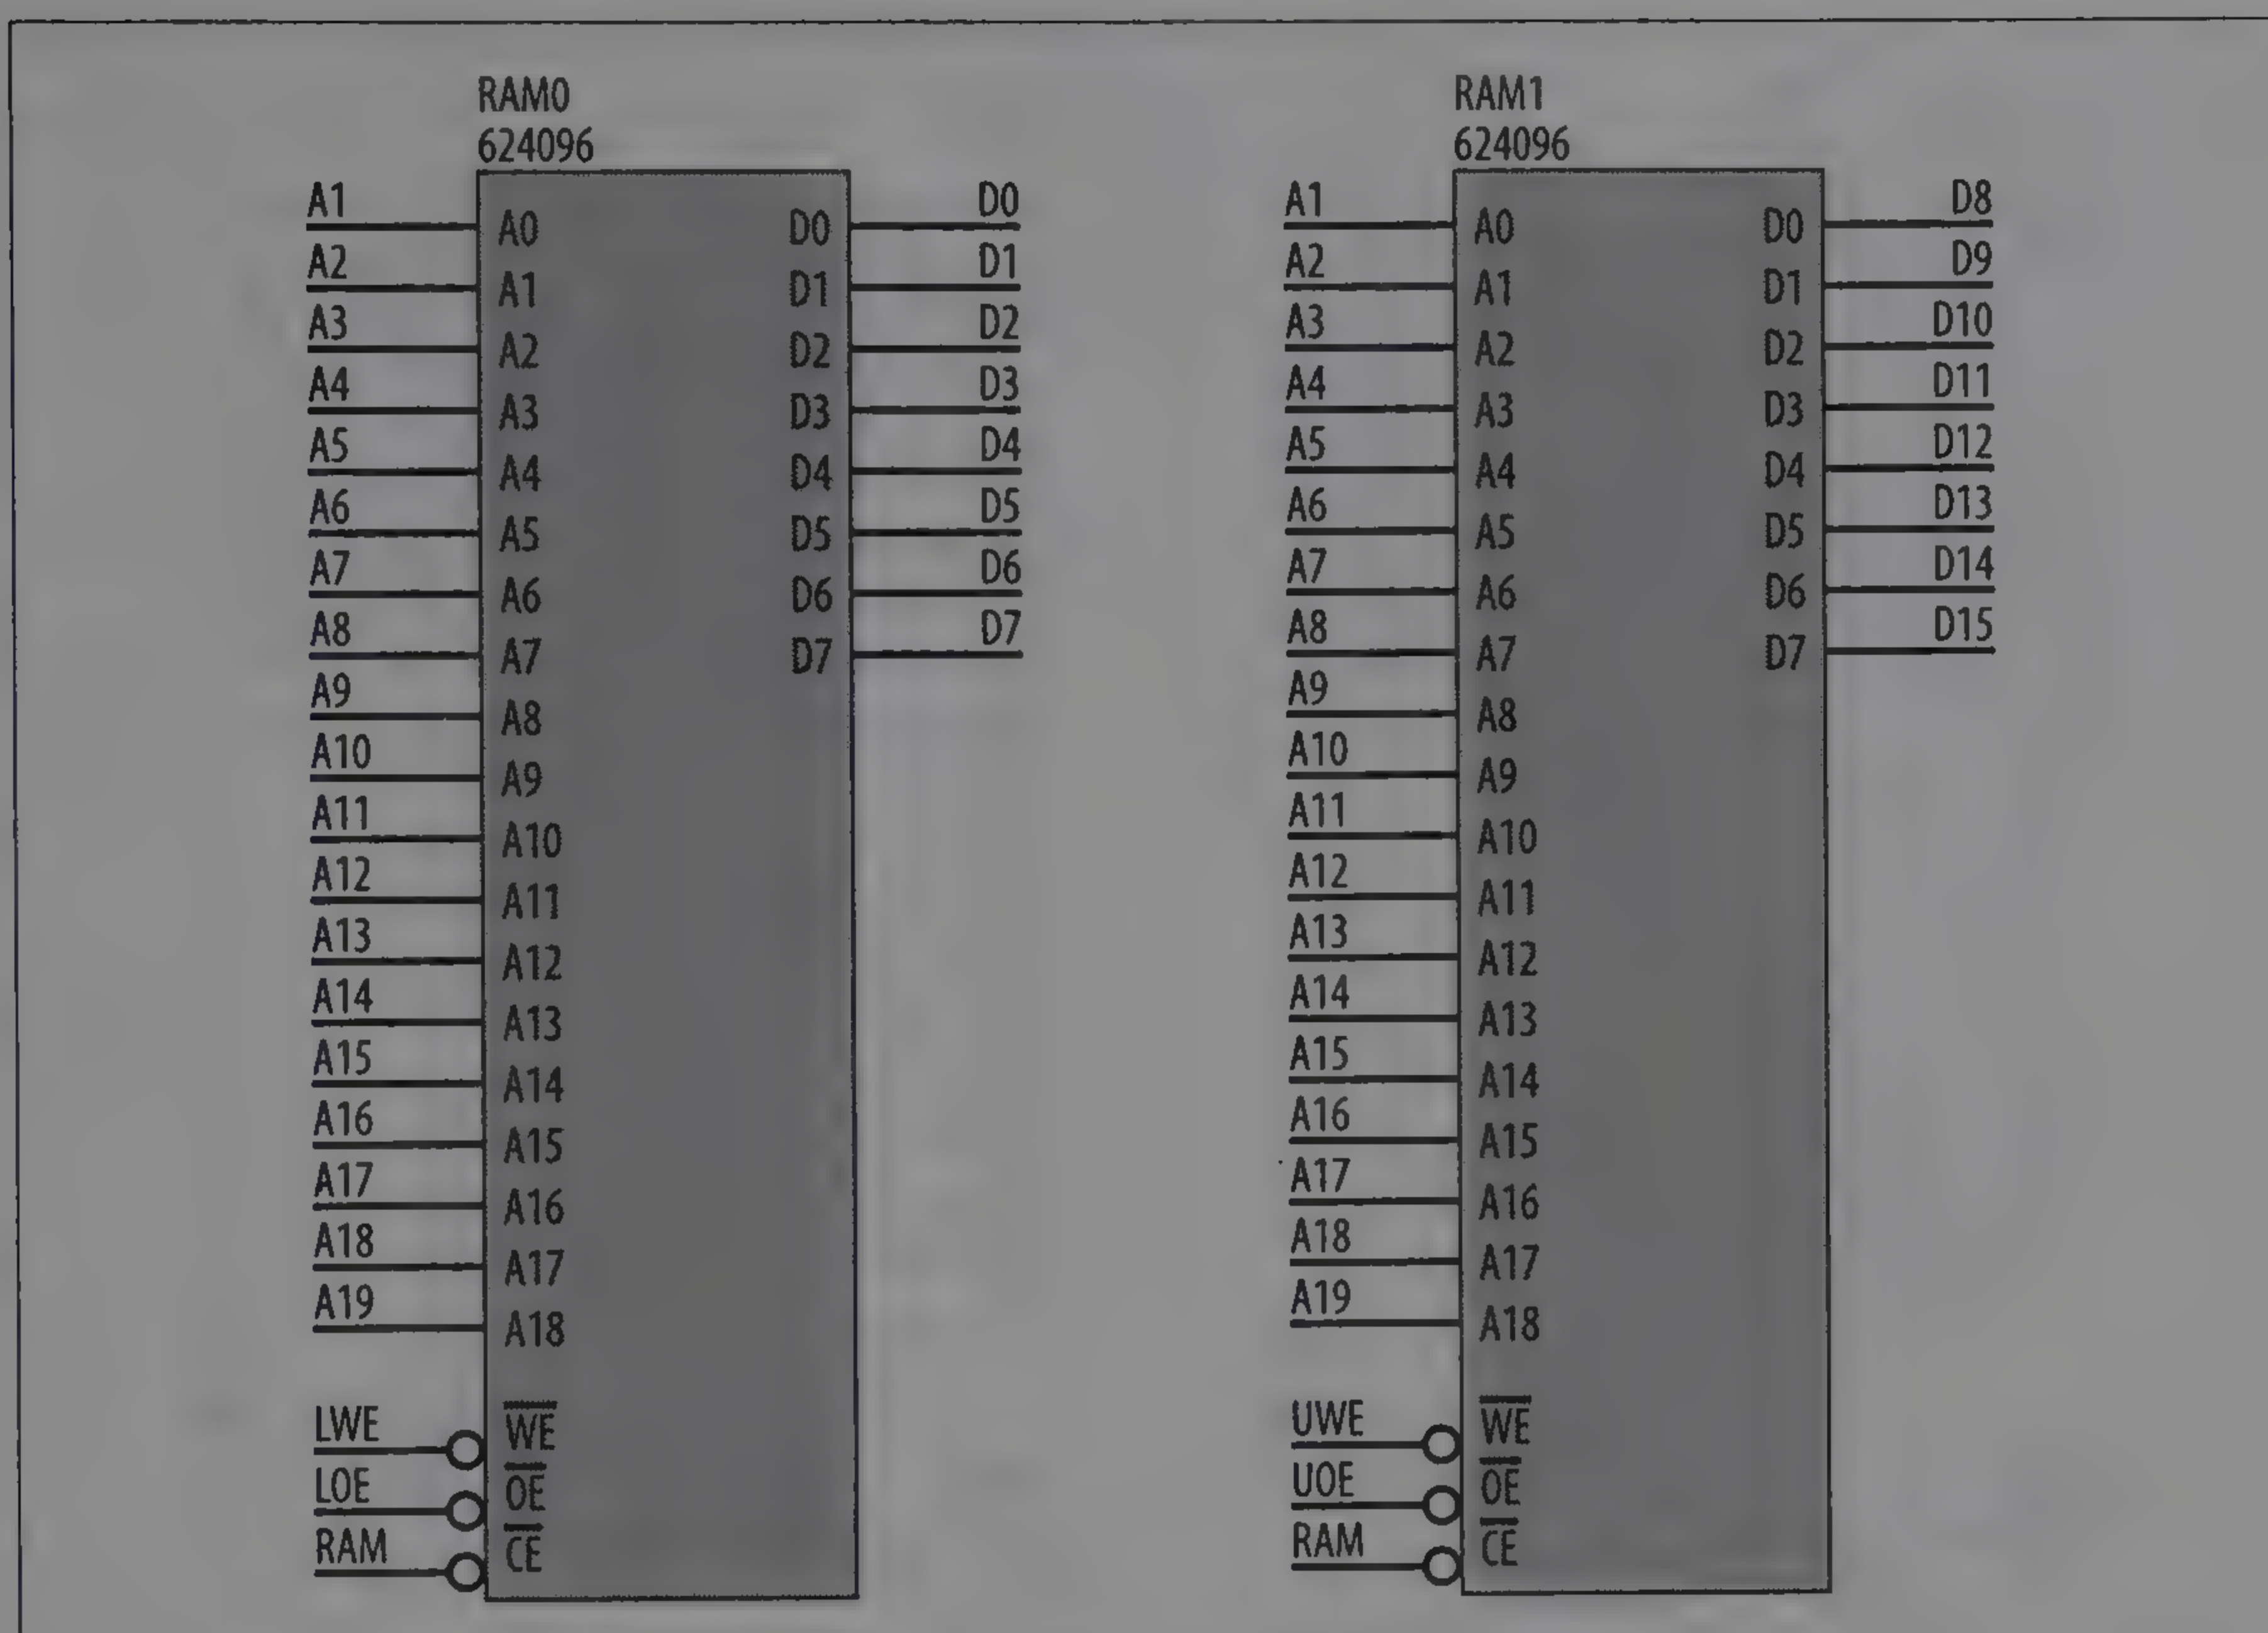 RAM0
624096
A1 A0 D0 D0
A2 A1 D1 D1
A3 A2 D2 D2
A4 A3 D3 D3
A5 A4 D4 D4
A6 A5 D5 D5
A7 A6 D6 D6
A8 A7 D7 D7
A9 A8
A10 A9
A11 A10
A12 A11
A13 A12
A14 A13
A15 A14
A16 A15
A17 A16
A18 A17
A19 A18
LWE WE
LOE OE
RAM CE
RAM1
624096
A1 A0 D0 D8
A2 A1 D1 D9
A3 A2 D2 D10
A4 A3 D3 D11
A5 A4 D4 D12
A6 A5 D5 D13
A7 A6 D6 D14
A8 A7 D7 D15
A9 A8
A10 A9
A11 A10
A12 A11
A13 A12
A14 A13
A15 A14
A16 A15
A17 A16
A18 A17
A19 A18
UWE WE
UOE OE
RAM CE